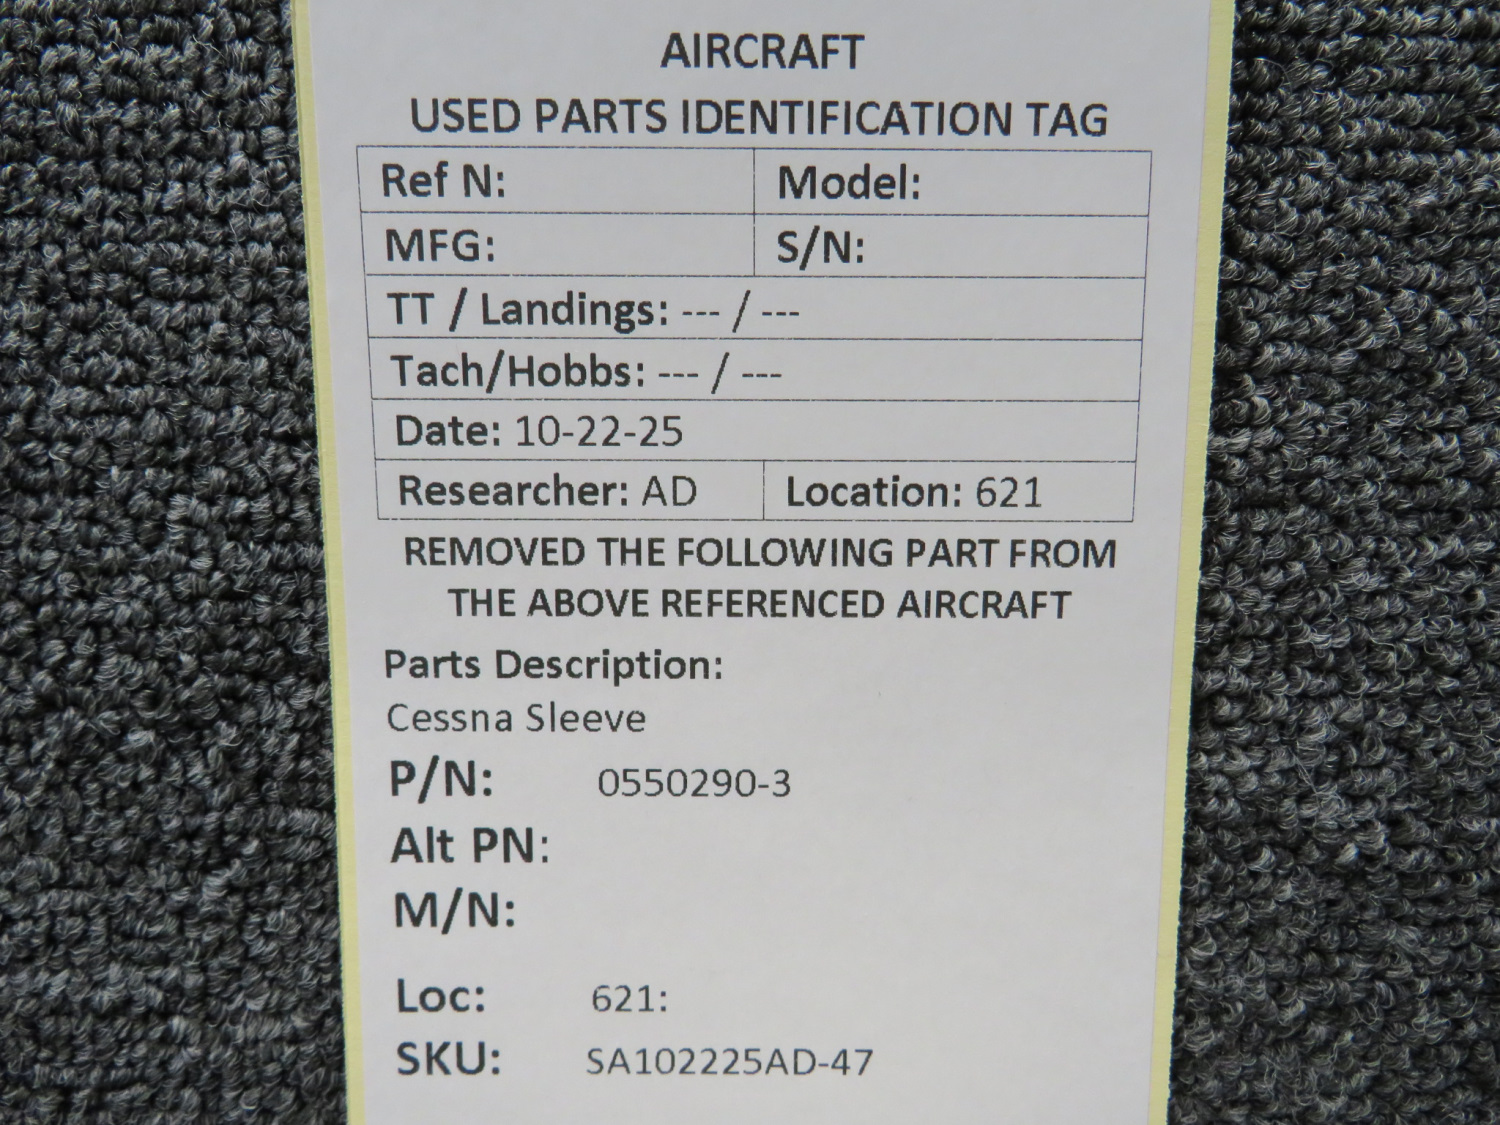 AIRCRAFT
USED PARTS IDENTIFICATION TAG
Ref N: Model:
MFG: S/N:
TT / Landings: --- / ---
Tach/Hobbs: --- / ---
Date: 10-22-25
Researcher: AD Location: 621
REMOVED THE FOLLOWING PART FROM
THE ABOVE REFERENCED AIRCRAFT
Parts Description:
Cessna Sleeve
P/N: 0550290-3
Alt PN:
M/N:
Loc: 621:
SKU: SA102225AD-47